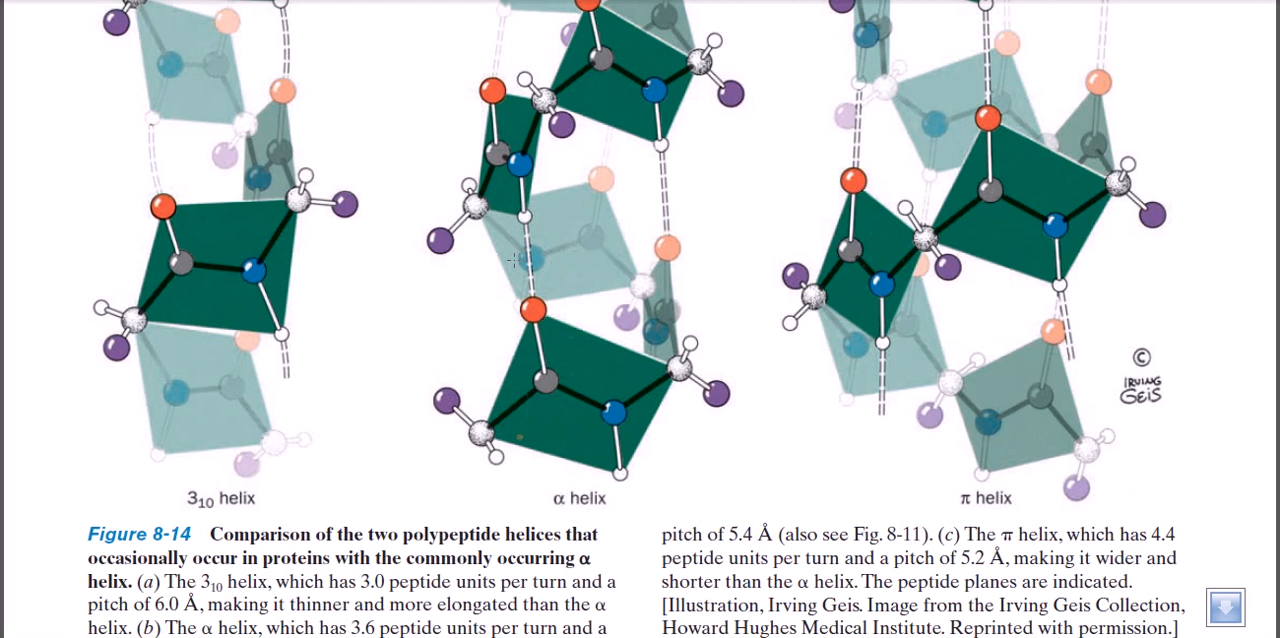 3₁₀ helix
α helix
π helix
©
IRVING
GEIS
Figure 8-14 Comparison of the two polypeptide helices that
occasionally occur in proteins with the commonly occurring α
helix. (a) The 3₁₀ helix, which has 3.0 peptide units per turn and a
pitch of 6.0 Å, making it thinner and more elongated than the α
helix. (b) The α helix, which has 3.6 peptide units per turn and a
pitch of 5.4 Å (also see Fig. 8-11). (c) The π helix, which has 4.4
peptide units per turn and a pitch of 5.2 Å, making it wider and
shorter than the α helix. The peptide planes are indicated.
[Illustration, Irving Geis. Image from the Irving Geis Collection,
Howard Hughes Medical Institute. Reprinted with permission.]